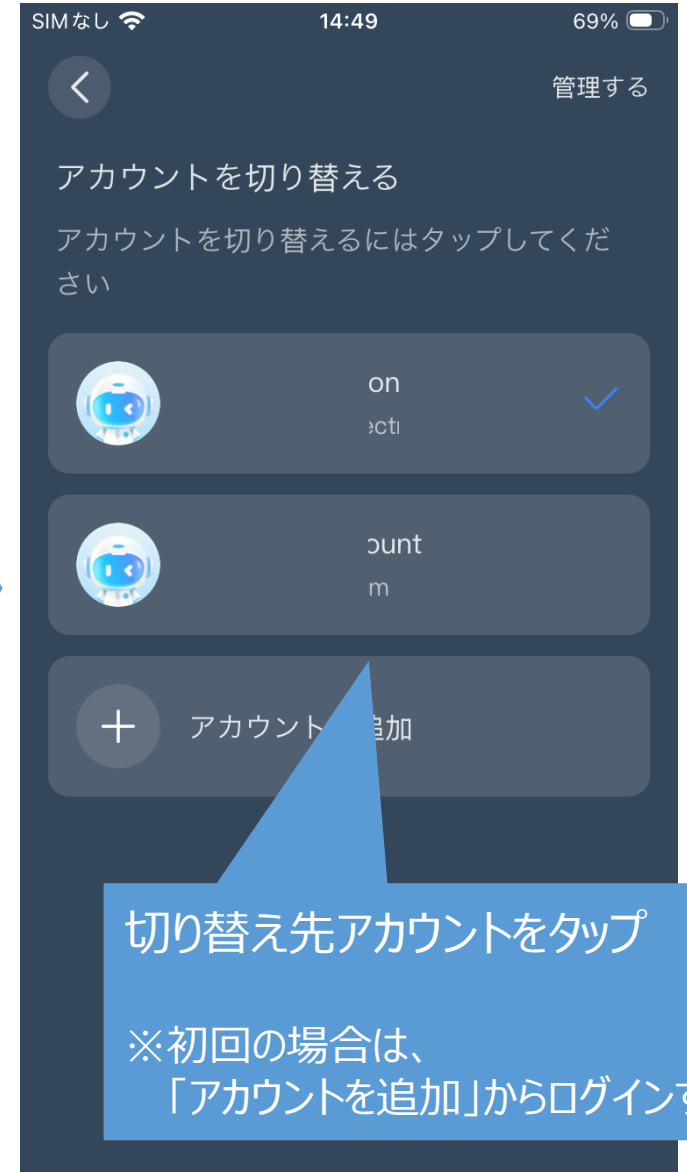 SIMなし 14:49 69%
管理する
アカウントを切り替える
アカウントを切り替えるにはタップしてくだ
さい
on
ount
m
アカウント 追加
切り替え先アカウントをタップ
※初回の場合は、
「アカウントを追加」からログイン